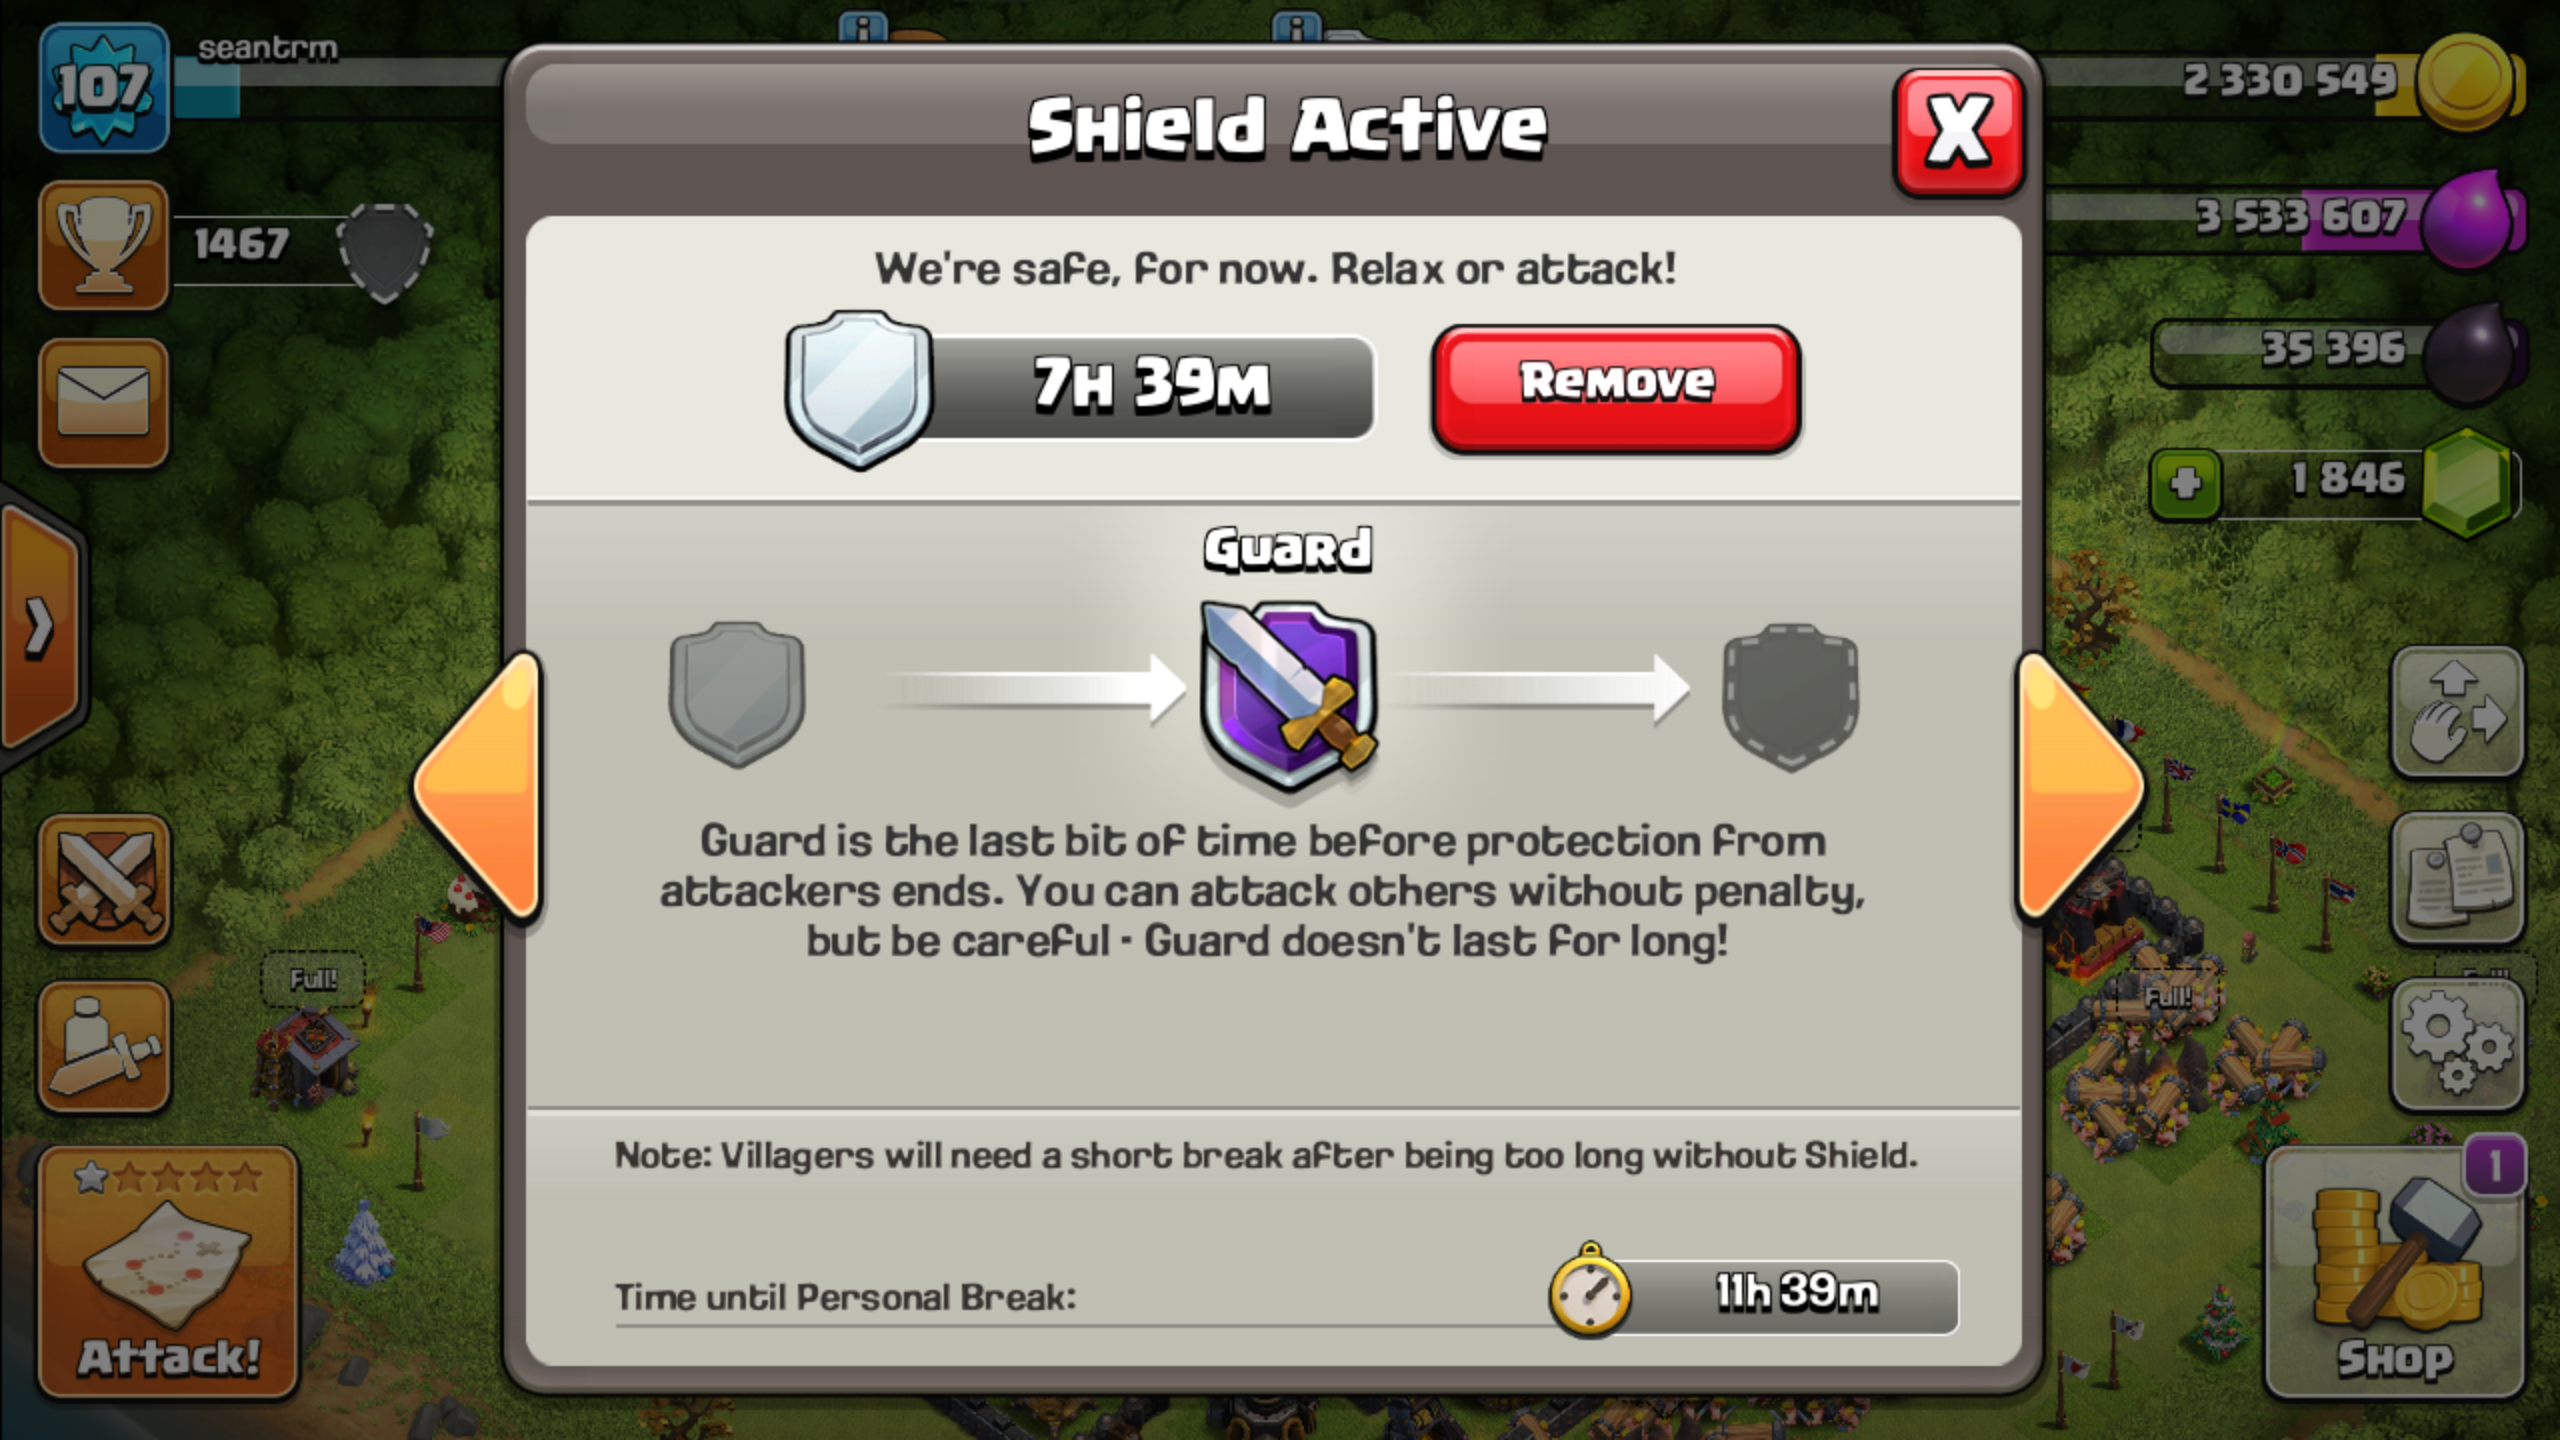 107
seantrm
1467
2 330 549
3 533 607
35 396
1 846
Shield Active
X
We're safe, for now. Relax or attack!
7H 39M
Remove
Guard
Guard is the last bit of time before protection from
attackers ends. You can attack others without penalty,
but be careful - Guard doesn't last for long!
Note: Villagers will need a short break after being too long without Shield.
Time until Personal Break:
11h 39m
Full!
Full!
Attack!
1
Shop